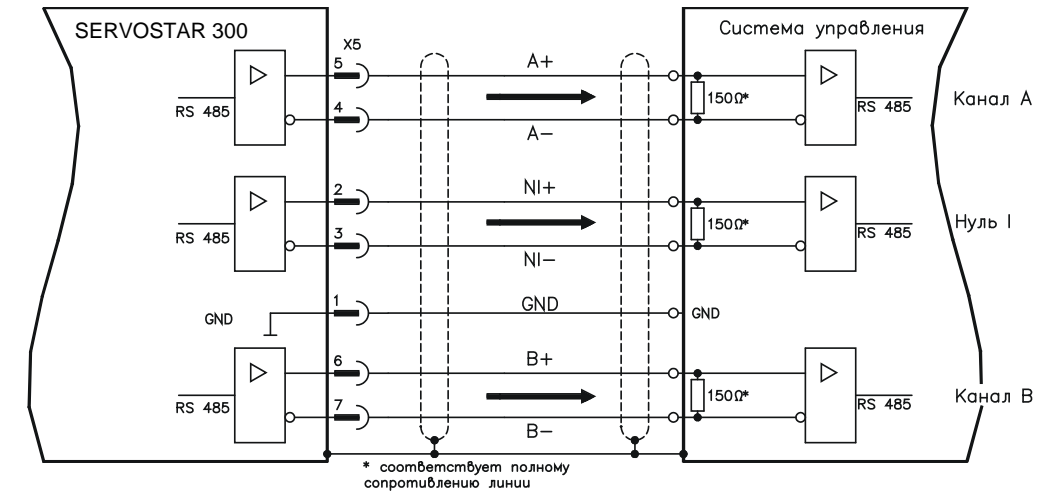 SERVOSTAR 300
Система управления
X5
5
A+
150Ω*
RS 485
4
A-
RS 485
Канал A
2
NI+
150Ω*
RS 485
3
NI-
RS 485
Нуль I
1
GND
GND
GND
6
B+
150Ω*
RS 485
7
B-
RS 485
Канал B
* соответствует полному
сопротивлению линии